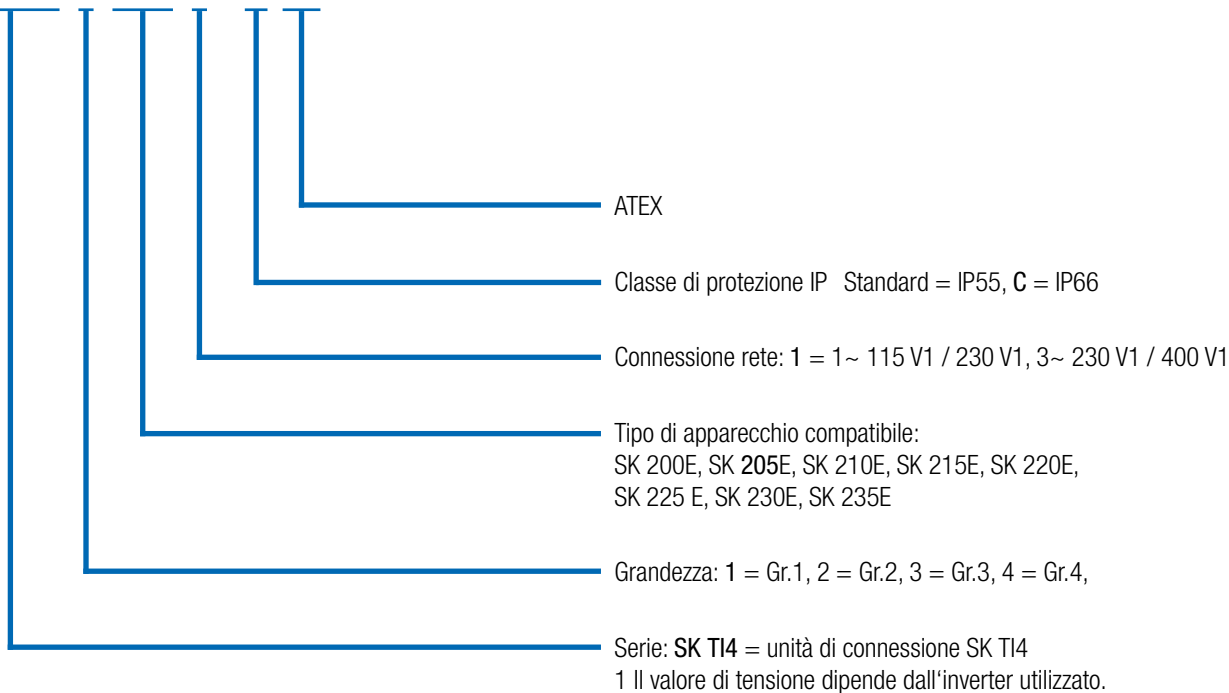 ATEX
Classe di protezione IP Standard = IP55, C = IP66
Connessione rete: 1 = 1~ 115 V1 / 230 V1, 3~ 230 V1 / 400 V1
Tipo di apparecchio compatibile:
SK 200E, SK 205E, SK 210E, SK 215E, SK 220E,
SK 225 E, SK 230E, SK 235E
Grandezza: 1 = Gr.1, 2 = Gr.2, 3 = Gr.3, 4 = Gr.4,
Serie: SK TI4 = unità di connessione SK TI4
1 Il valore di tensione dipende dall‘inverter utilizzato.